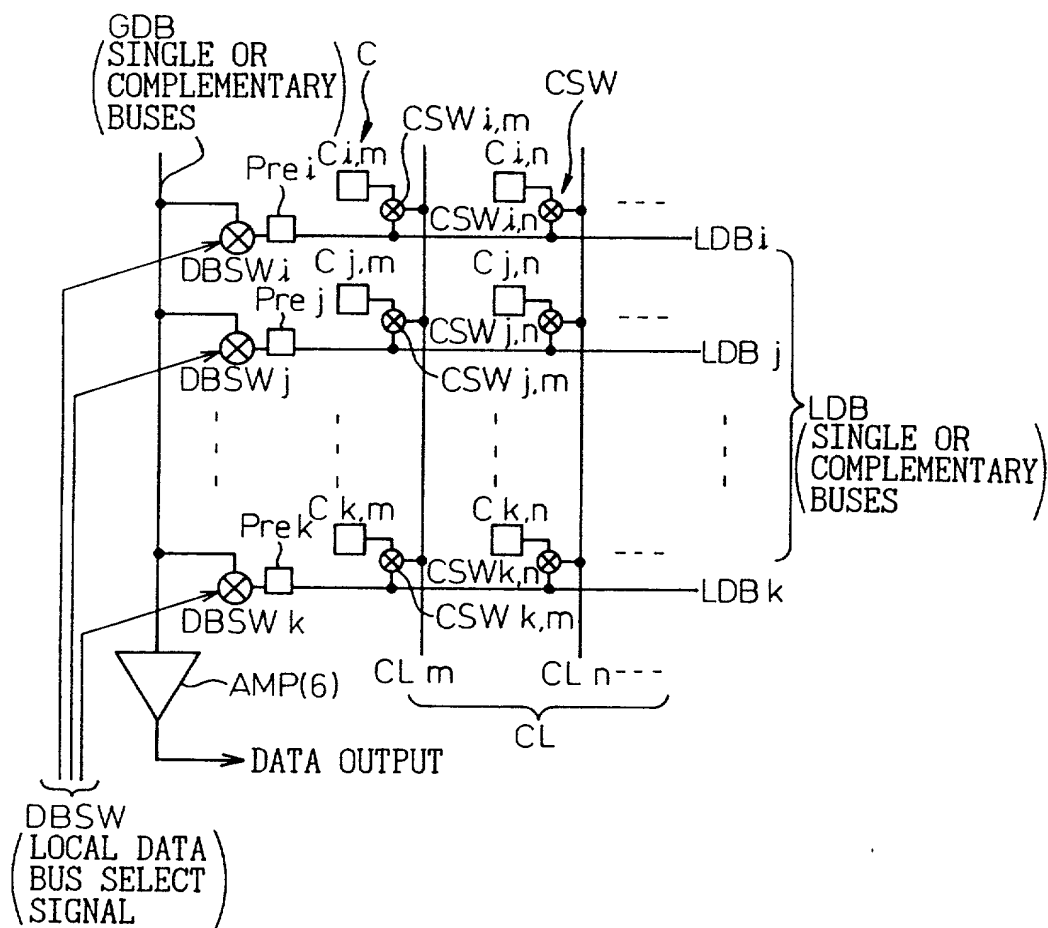 GDB
(SINGLE OR
COMPLEMENTARY
BUSES)
C
CSW
CSW i,m
C i,m
C i,n
Pre i
CSW i,n
DBSW i
LDB i
C j,m
C j,n
Pre j
CSW j,n
DBSW j
LDB j
CSW j,m
LDB
(SINGLE OR
COMPLEMENTARY
BUSES)
C k,m
C k,n
Pre k
CSW k,n
DBSW k
LDB k
CSW k,m
CL m
CL n
AMP(6)
CL
DATA OUTPUT
DBSW
(LOCAL DATA
BUS SELECT
SIGNAL)